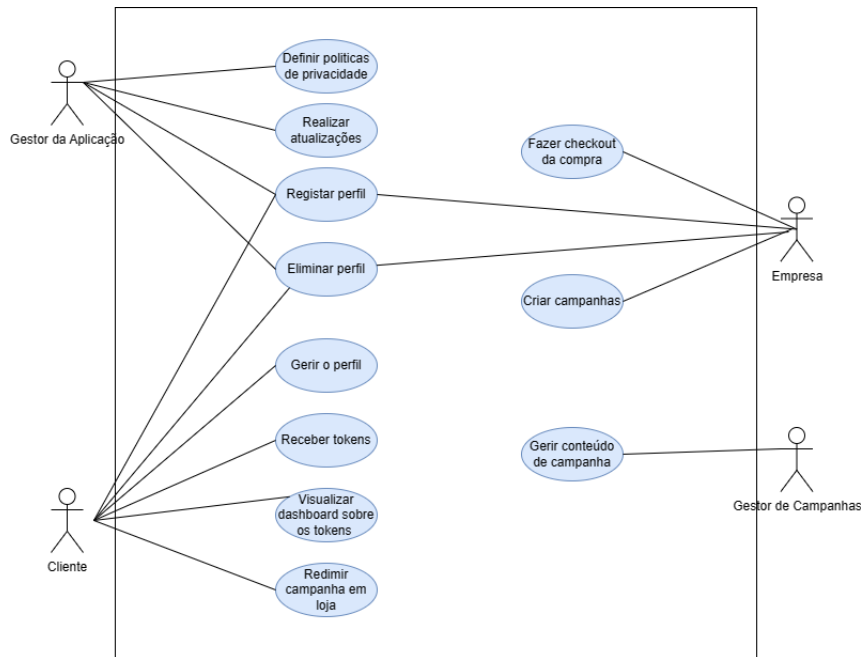 Definir politicas
de privacidade
Gestor da Aplicação
Realizar
atualizações
Fazer checkout
da compra
Registar perfil
Eliminar perfil
Empresa
Criar campanhas
Gerir o perfil
Receber tokens
Gerir conteúdo
de campanha
Gestor de Campanhas
Visualizar
dashboard sobre
os tokens
Cliente
Redimir
campanha em
loja